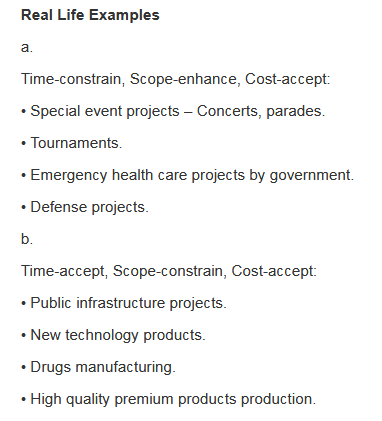 Real Life Examples
a.
Time-constrain, Scope-enhance, Cost-accept:
• Special event projects – Concerts, parades.
• Tournaments.
• Emergency health care projects by government.
• Defense projects.
b.
Time-accept, Scope-constrain, Cost-accept:
• Public infrastructure projects.
• New technology products.
• Drugs manufacturing.
• High quality premium products production.